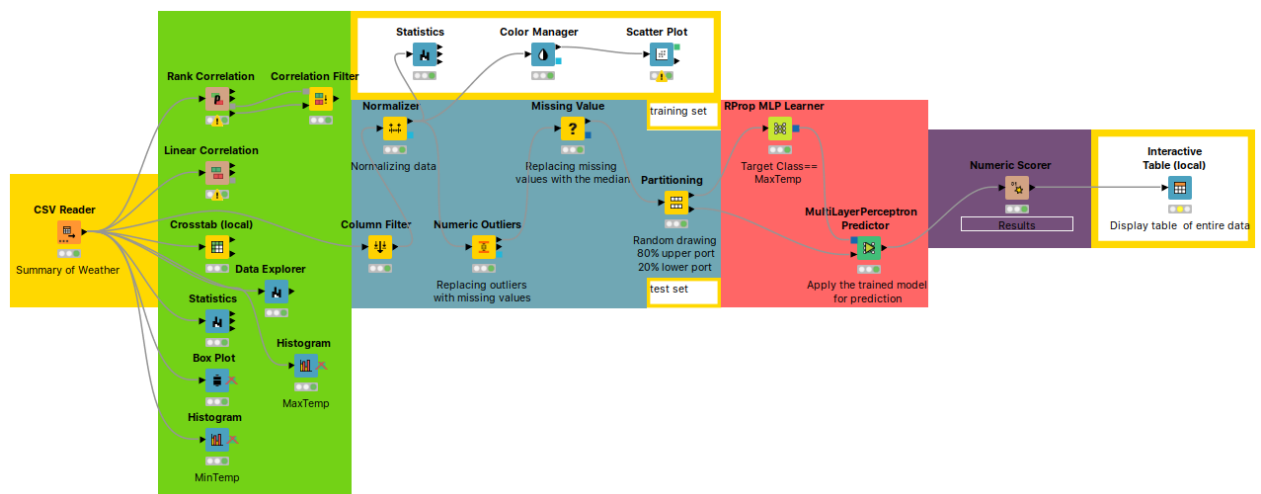 Statistics
Color Manager
Scatter Plot
Rank Correlation
Correlation Filter
Normalizer
Missing Value
training set
RProp MLP Learner
Linear Correlation
Normalizing data
Replacing missing
values with the median
Target Class==
MaxTemp
Partitioning
Numeric Scorer
Interactive
Table (local)
CSV Reader
Crosstab (local)
Column Filter
Numeric Outliers
MultiLayerPerceptron
Predictor
Results
Display table of entire data
Summary of Weather
Random drawing
80% upper port
20% lower port
Data Explorer
Replacing outliers
with missing values
Apply the trained model
for prediction
test set
Statistics
Histogram
Box Plot
MaxTemp
Histogram
MinTemp